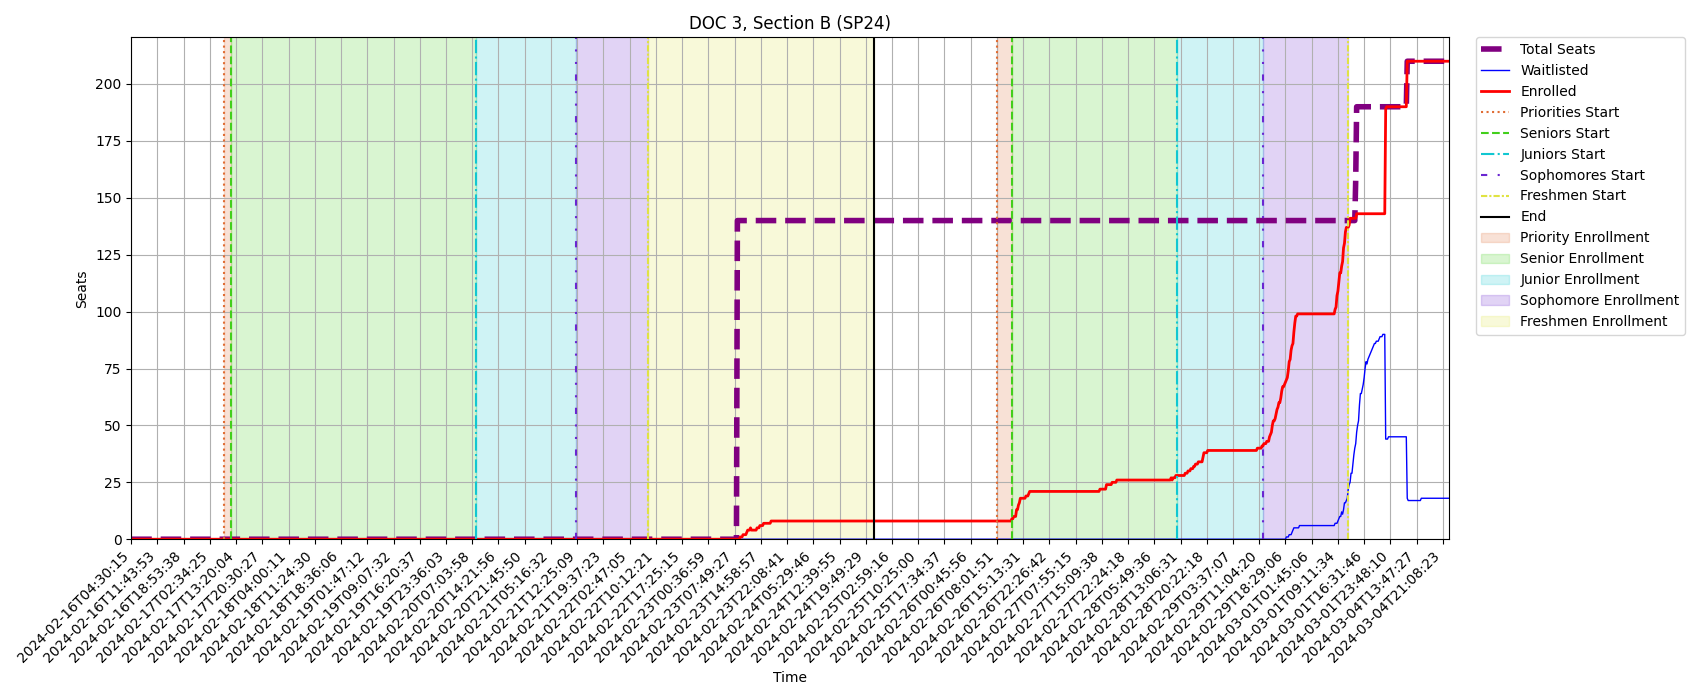 DOC 3, Section B (SP24)
Seats
200
175
150
125
100
75
50
25
0
2024-02-16T04:30:15
2024-02-16T11:43:53
2024-02-16T18:53:38
2024-02-17T02:34:25
2024-02-17T13:20:04
2024-02-17T20:30:27
2024-02-18T04:00:11
2024-02-18T11:24:30
2024-02-18T18:36:06
2024-02-19T01:47:12
2024-02-19T09:07:32
2024-02-19T16:20:37
2024-02-19T23:36:03
2024-02-20T07:03:58
2024-02-20T14:21:56
2024-02-20T21:45:50
2024-02-21T05:16:32
2024-02-21T12:25:09
2024-02-21T19:37:23
2024-02-22T02:47:05
2024-02-22T10:12:21
2024-02-22T17:25:15
2024-02-23T00:36:59
2024-02-23T07:49:27
2024-02-23T14:58:57
2024-02-23T22:08:41
2024-02-24T05:29:46
2024-02-24T12:39:55
2024-02-24T19:49:29
2024-02-25T02:59:16
2024-02-25T10:25:00
2024-02-25T17:34:37
2024-02-26T00:45:56
2024-02-26T08:01:51
2024-02-26T15:13:31
2024-02-26T22:26:42
2024-02-27T07:55:15
2024-02-27T15:09:38
2024-02-27T22:24:18
2024-02-28T05:49:36
2024-02-28T13:06:31
2024-02-28T20:22:18
2024-02-29T03:37:07
2024-02-29T11:04:20
2024-02-29T18:29:06
2024-03-01T01:45:06
2024-03-01T09:11:34
2024-03-01T16:31:46
2024-03-01T23:48:10
2024-03-04T13:47:27
2024-03-04T21:08:23
Time
Total Seats
Waitlisted
Enrolled
Priorities Start
Seniors Start
Juniors Start
Sophomores Start
Freshmen Start
End
Priority Enrollment
Senior Enrollment
Junior Enrollment
Sophomore Enrollment
Freshmen Enrollment